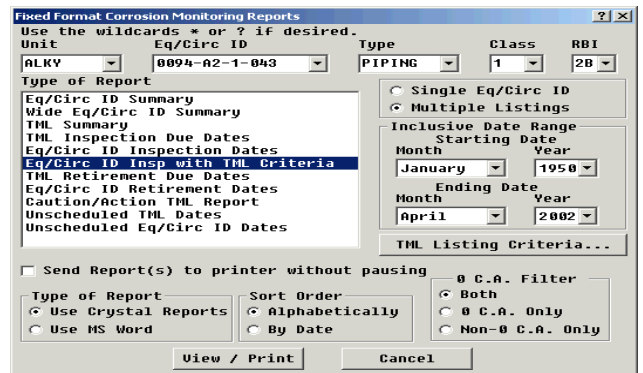 Fixed Format Corrosion Monitoring Reports
Use the wildcards * or ? if desired.
Unit Eq/Circ ID Type Class RBI
ALKY 0094-A2-1-043 PIPING 1 2B
Type of Report
Eq/Circ ID Summary
Wide Eq/Circ ID Summary
TML Summary
TML Inspection Due Dates
Eq/Circ ID Inspection Dates
Eq/Circ ID Insp with TML Criteria
TML Retirement Due Dates
Eq/Circ ID Retirement Dates
Caution/Action TML Report
Unscheduled TML Dates
Unscheduled Eq/Circ ID Dates
Single Eq/Circ ID
Multiple Listings
Inclusive Date Range
Starting Date
Month Year
January 1950
Ending Date
Month Year
April 2002
TML Listing Criteria...
Send Report(s) to printer without pausing
Type of Report
Use Crystal Reports
Use MS Word
Sort Order
Alphabetically
By Date
0 C.A. Filter
Both
0 C.A. Only
Non-0 C.A. Only
View / Print Cancel